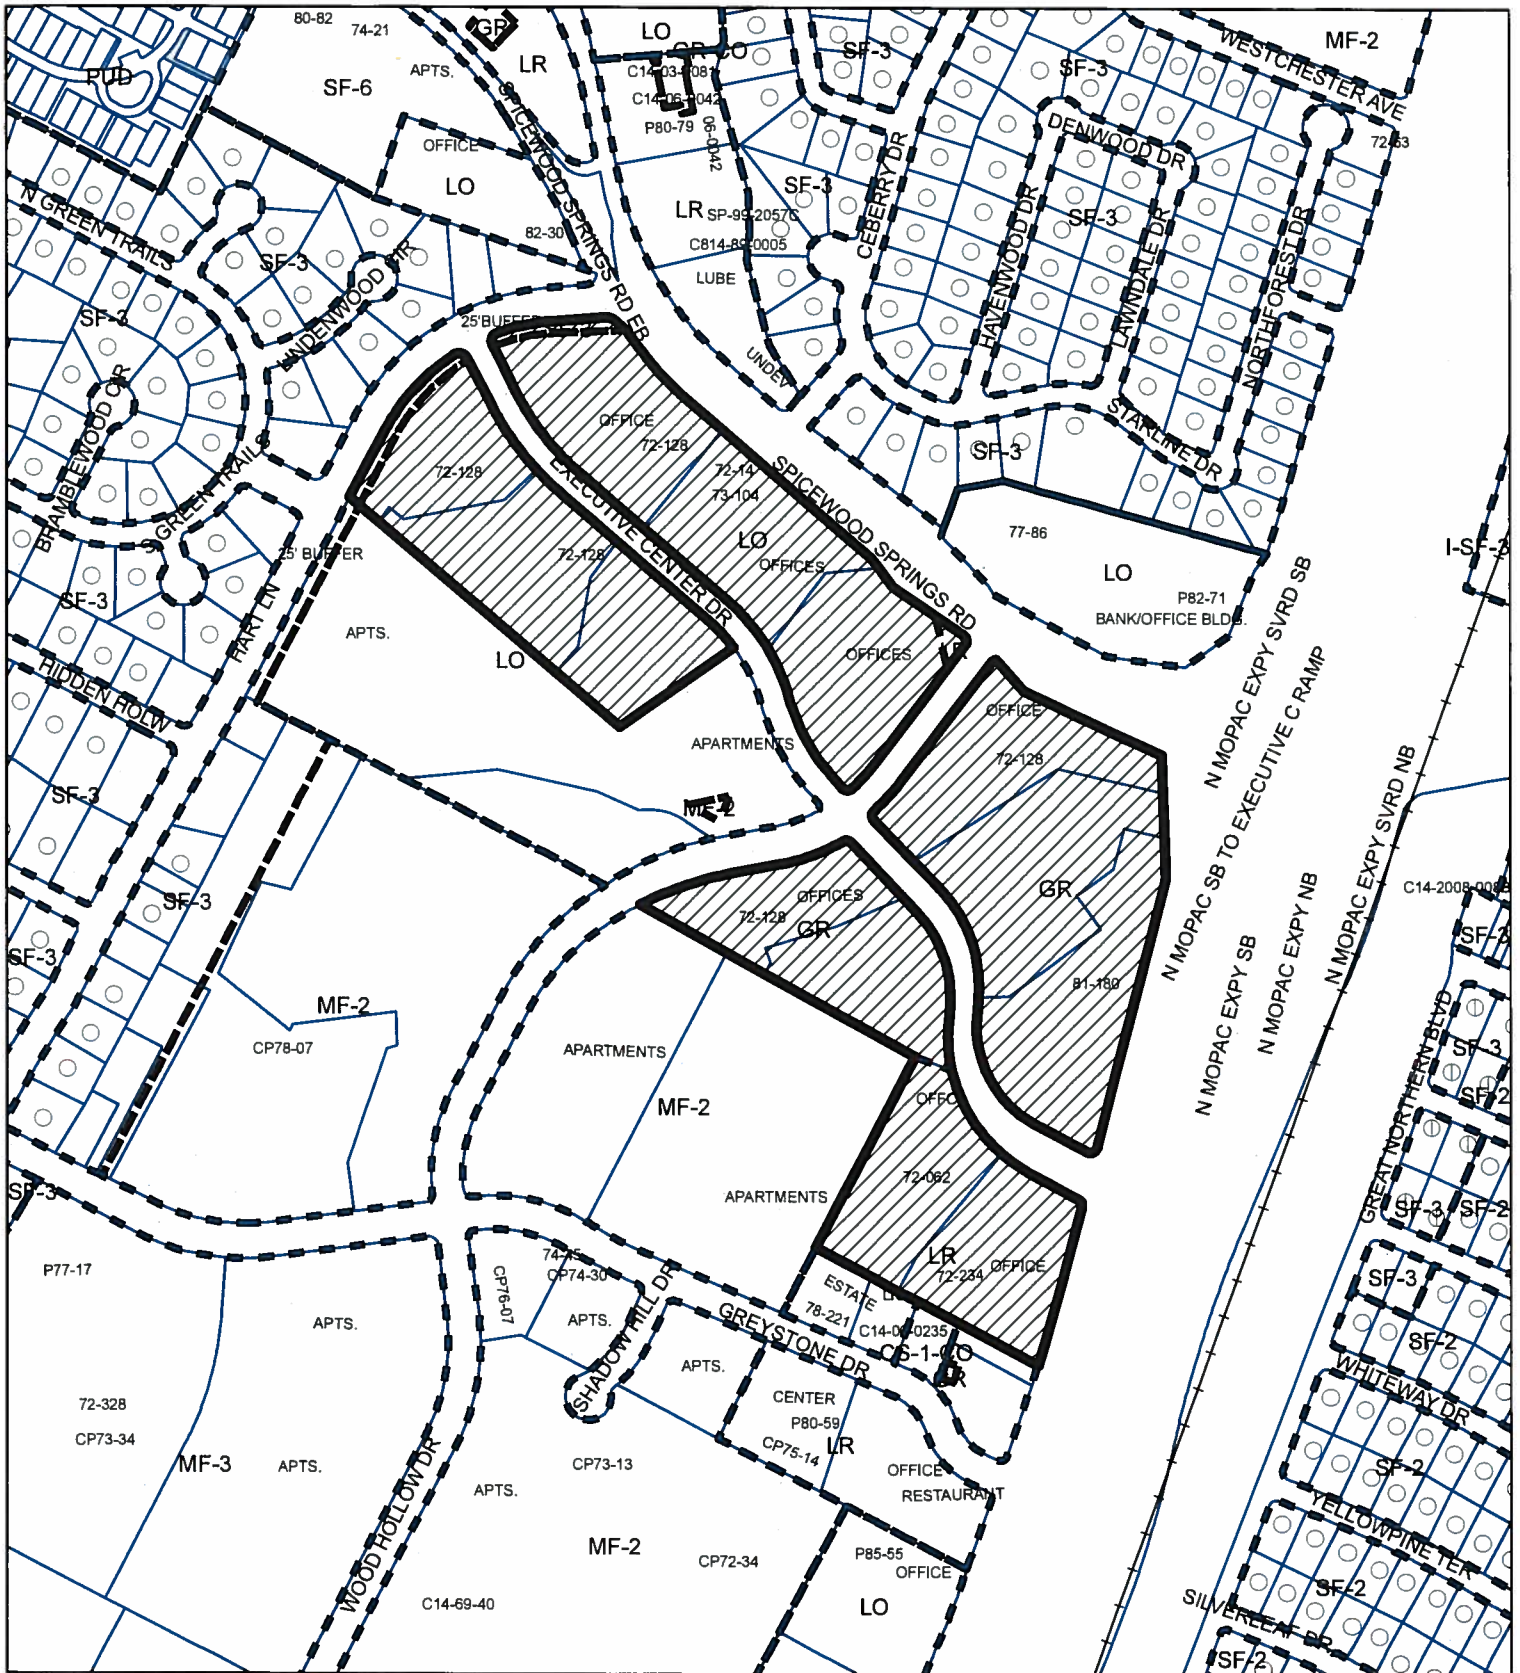 80-82
74-21
GR
LO
GR-CO
SF-3
WESTCHESTER AVE
MF-2
PUD
SF-6
APTS.
LR
C14-03-0081
C14-06-0042
P80-79
06-0042
SF-3
DENWOOD DR
72-63
OFFICE
LO
SPICEWOOD SPRINGS RD EB
82-30
LR
SP-99-2057C
C814-89-0005
LUBE
UNDEV
SF-3
CEBERRY DR
HAVENWOOD DR
SF-3
LAWNDALE DR
NORTHFOREST DR
N GREEN TRAILS
SF-3
LINDENWOOD CIR
SF-3
BRAMBLEWOOD CIR
S GREEN TRAILS
25'BUFFER
OFFICE
72-128
72-128
72-14
73-104
SPICEWOOD SPRINGS RD
STARLINE DR
SF-3
77-86
LO
P82-71
BANK/OFFICE BLDG.
I-SF-3
EXECUTIVE CENTER DR
72-128
LO
OFFICES
OFFICES
LR
25' BUFFER
HART LN
SF-3
APTS.
LO
HIDDEN HOLW
APARTMENTS
MF-2
SF-3
OFFICE
72-128
GR
81-180
N MOPAC EXPY SVRD SB
N MOPAC SB TO EXECUTIVE C RAMP
N MOPAC EXPY SVRD NB
N MOPAC EXPY NB
N MOPAC EXPY SB
C14-2008-008
SF-3
OFFICES
72-128
GR
SF-3
SF-3
MF-2
CP78-07
APARTMENTS
MF-2
APARTMENTS
GREAT NORTHERN BLVD
SF-3
SF-2
SF-3
SF-2
OFFC
72-062
LR
72-234
OFFICE
SF-3
P77-17
APTS.
CP76-07
74-45
CP74-30
APTS.
SHADOW HILL DR
GREYSTONE DR
ESTATE
78-221
C14-0 -0235
CS-1-CO
SF-3
SF-2
WHITEWAY DR
APTS.
CENTER
P80-59
CP75-14
LR
72-328
CP73-34
MF-3
APTS.
WOOD HOLLOW DR
APTS.
CP73-13
OFFICE
RESTAURANT
SF-2
YELLOWPINE TER
MF-2
CP72-34
P85-55
OFFICE
LO
C14-69-40
SF-2
SILVERLEAF DR
SF-2